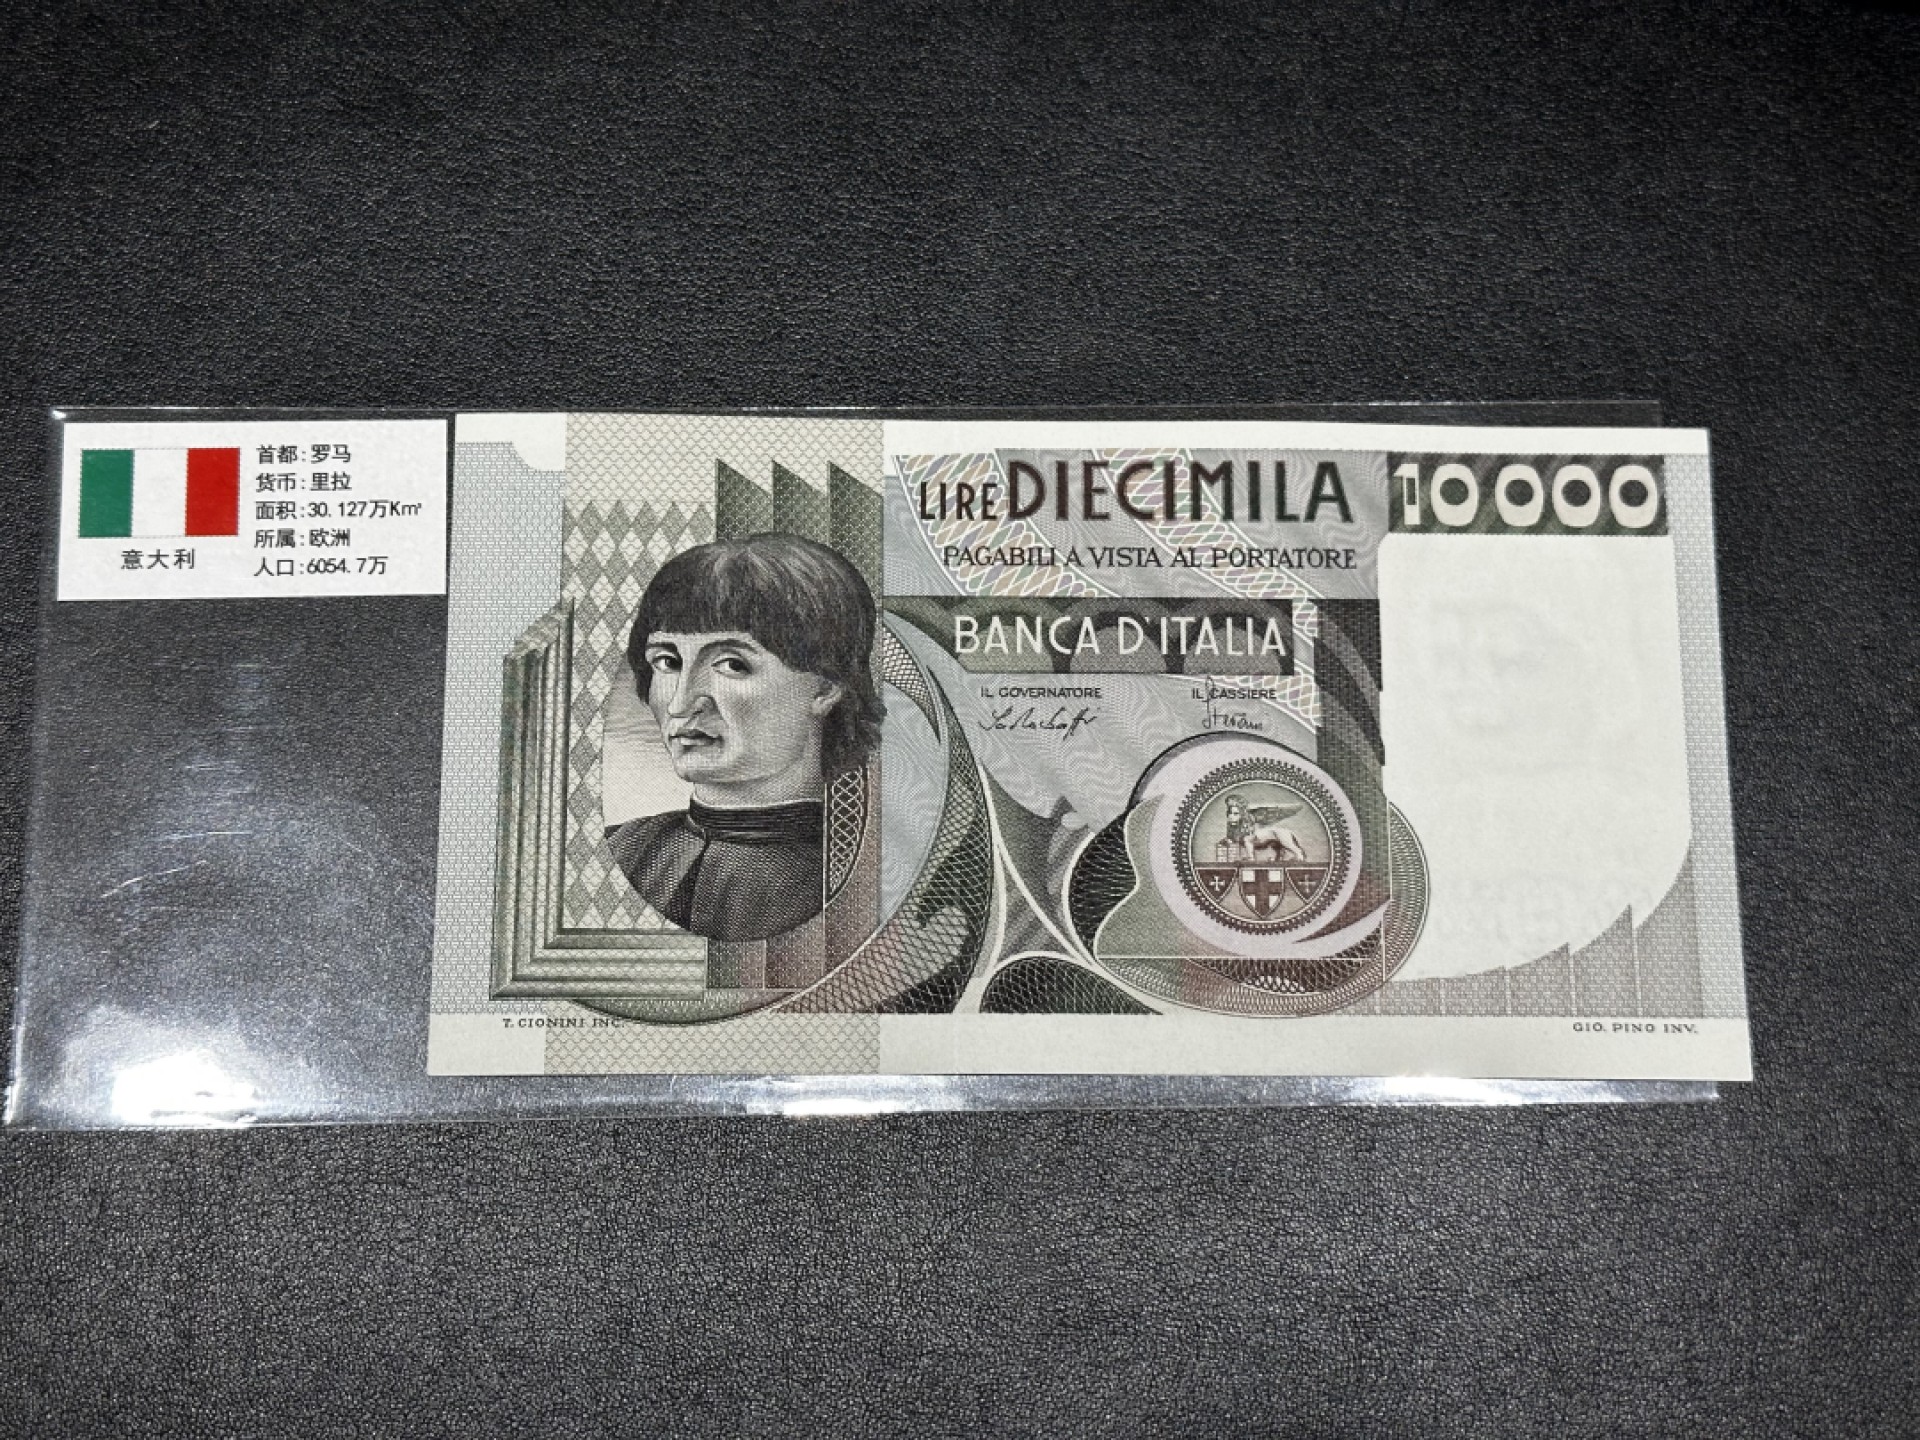 首都:罗马
货币:里拉
面积:30.127万Km²
所属:欧洲
人口:6054.7万
意大利
LIRE DIECIMILA
10000
PAGABILI A VISTA AL PORTATORE
BANCA D'ITALIA
IL GOVERNATORE
IL CASSIERE
T. CIONINI INC.
GIO. PINO INV.